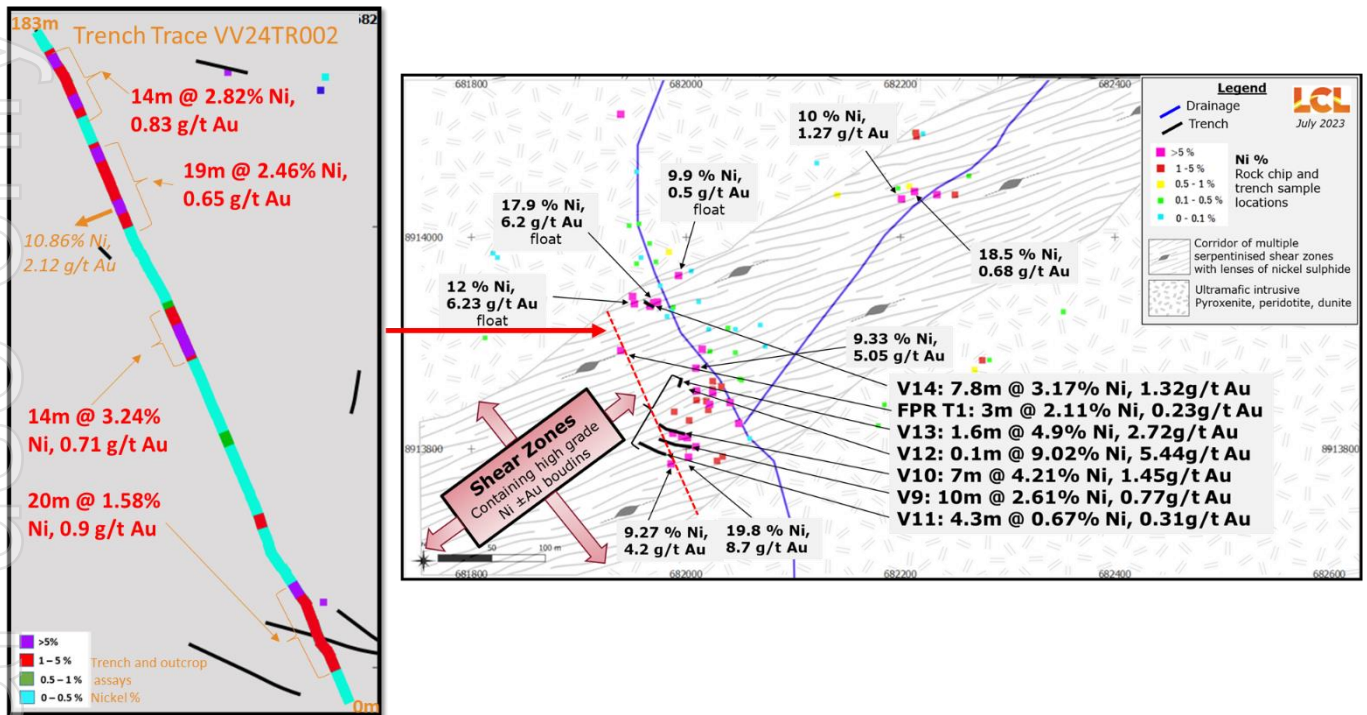 183m
Trench Trace VV24TR002
14m @ 2.82% Ni,
0.83 g/t Au
19m @ 2.46% Ni,
0.65 g/t Au
10.86% Ni,
2.12 g/t Au
14m @ 3.24%
Ni, 0.71 g/t Au
20m @ 1.58%
Ni, 0.9 g/t Au
>5%
1 – 5 %
0.5 – 1 %
0 – 0.5 %
Trench and outcrop
assays
Nickel %
0m
681800
682000
682200
682400
8914000
8913800
10 % Ni,
1.27 g/t Au
9.9 % Ni,
0.5 g/t Au
float
17.9 % Ni,
6.2 g/t Au
float
12 % Ni,
6.23 g/t Au
float
18.5 % Ni,
0.68 g/t Au
9.33 % Ni,
5.05 g/t Au
V14: 7.8m @ 3.17% Ni, 1.32g/t Au
FPR T1: 3m @ 2.11% Ni, 0.23g/t Au
V13: 1.6m @ 4.9% Ni, 2.72g/t Au
V12: 0.1m @ 9.02% Ni, 5.44g/t Au
V10: 7m @ 4.21% Ni, 1.45g/t Au
V9: 10m @ 2.61% Ni, 0.77g/t Au
V11: 4.3m @ 0.67% Ni, 0.31g/t Au
Shear Zones
Containing high grade
Ni ±Au boudins
9.27 % Ni,
4.2 g/t Au
19.8 % Ni,
8.7 g/t Au
50
100 m
8913800
681800
682000
682200
682400
682600
Legend
Drainage
Trench
LCL
July 2023
>5 %
1 -5 %
0.5 - 1 %
0.1 - 0.5 %
0 - 0.1 %
Ni %
Rock chip and
trench sample
locations
Corridor of multiple
serpentinised shear zones
with lenses of nickel sulphide
Ultramafic intrusive
Pyroxenite, peridotite, dunite